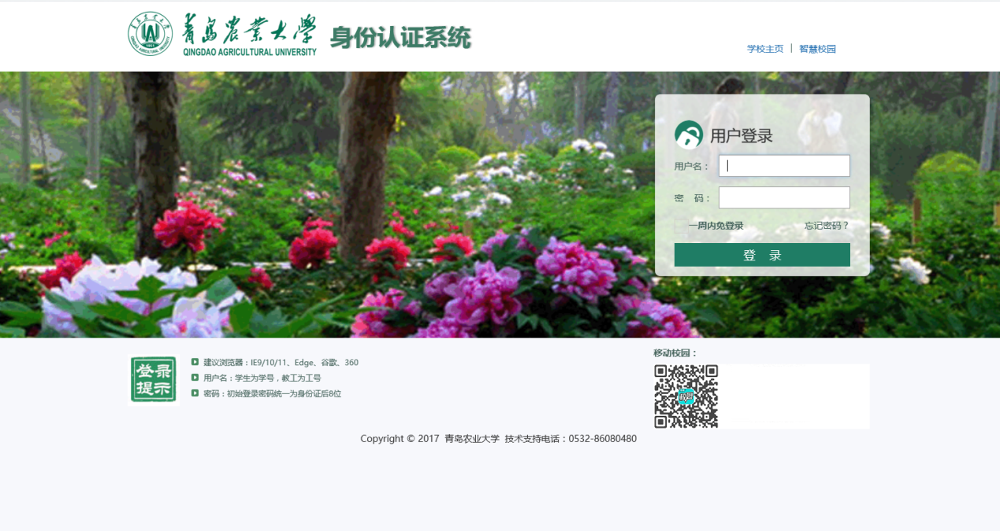 青岛农业大学
QINGDAO AGRICULTURAL UNIVERSITY
身份认证系统
学校主页 | 智慧校园
用户登录
用户名：
密 码：
一周内免登录 忘记密码？
登 录
登录
提示
建议浏览器：IE9/10/11、Edge、谷歌、360
用户名：学生为学号，教工为工号
密码：初始登录密码统一为身份证后8位
移动校园：
校园
Copyright © 2017 青岛农业大学 技术支持电话：0532-86080480